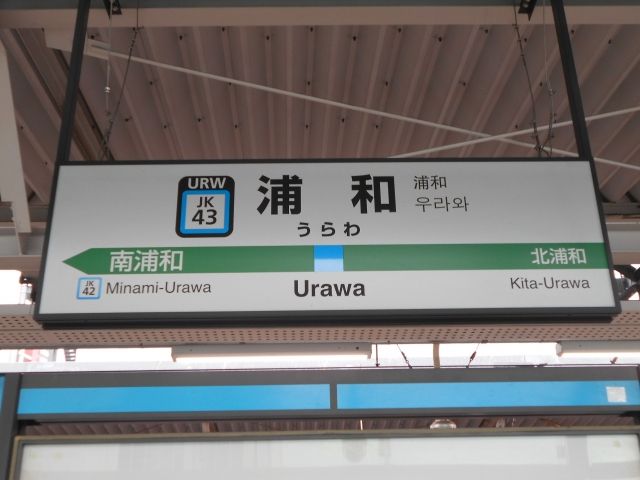 URW
JK
43
浦和
浦和
우라와
うらわ
南浦和
北浦和
JK
42
Minami-Urawa
Urawa
Kita-Urawa